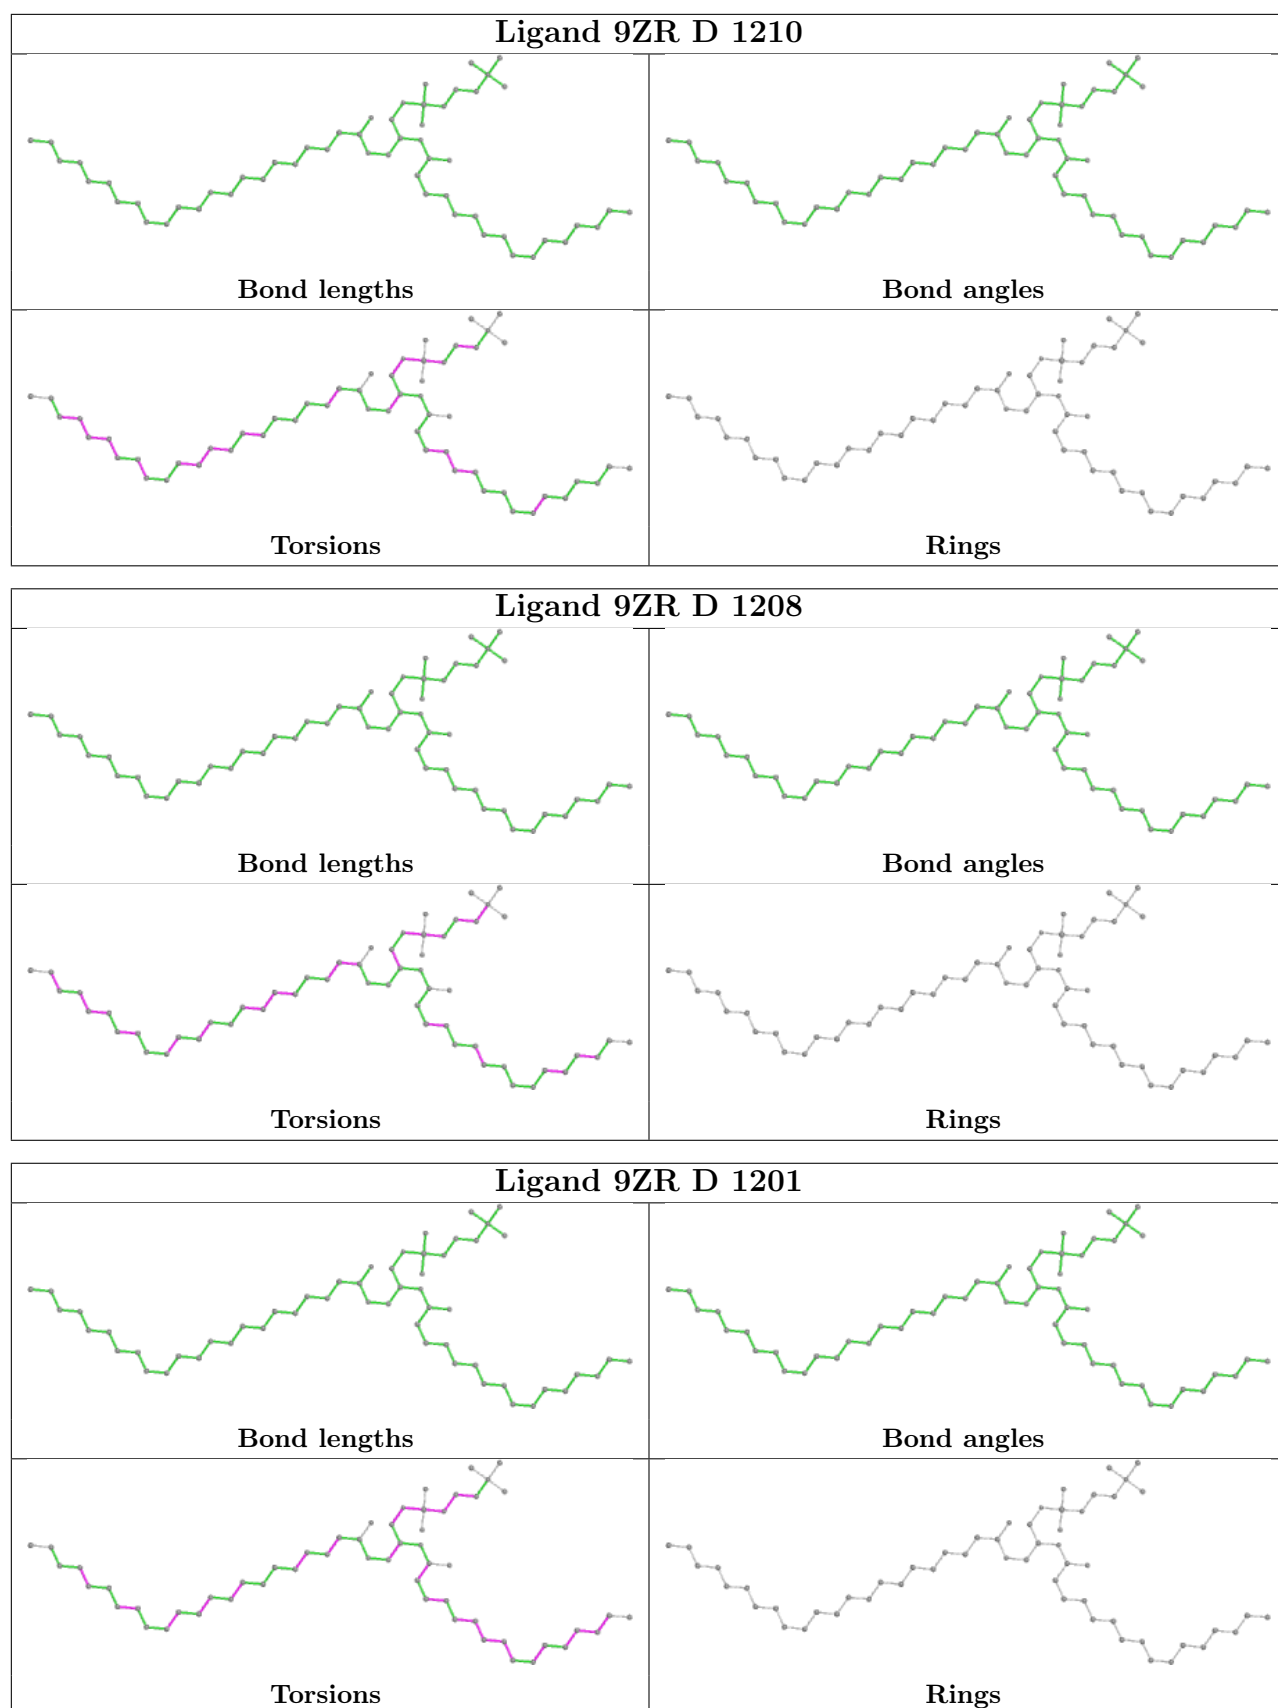 Ligand 9ZR D 1210
Bond lengths
Bond angles
Torsions
Rings
Ligand 9ZR D 1208
Bond lengths
Bond angles
Torsions
Rings
Ligand 9ZR D 1201
Bond lengths
Bond angles
Torsions
Rings